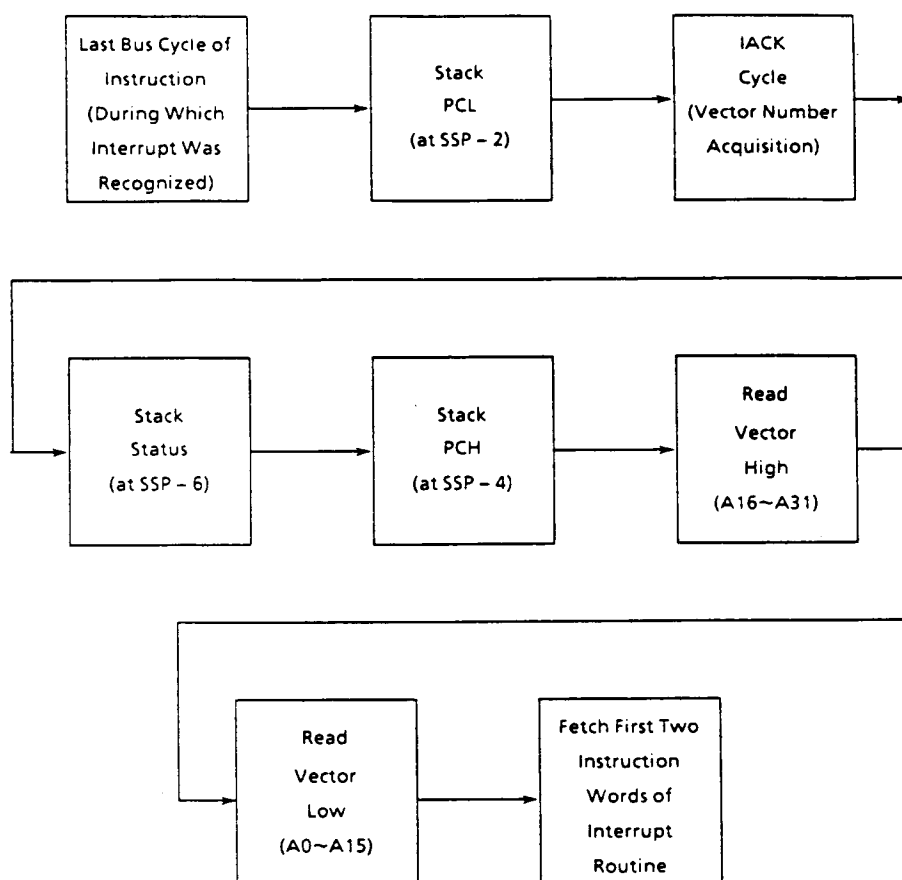 Last Bus Cycle of
Instruction
(During Which
Interrupt Was
Recognized)
Stack
PCL
(at SSP – 2)
IACK
Cycle
(Vector Number
Acquisition)
Stack
Status
(at SSP – 6)
Stack
PCH
(at SSP – 4)
Read
Vector
High
(A16~A31)
Read
Vector
Low
(A0~A15)
Fetch First Two
Instruction
Words of
Interrupt
Routine